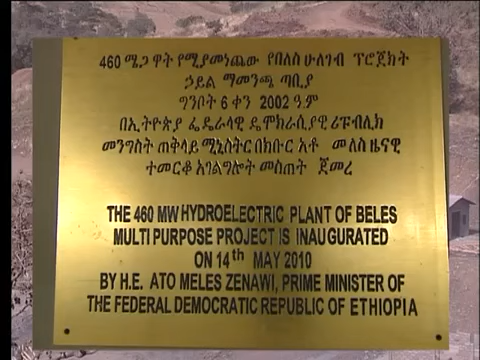 460 ሜጋ ዋት የሚያመነጨው የበለስ ሁለገብ ፕሮጀክት
ኃይል ማመንጫ ጣቢያ
ግንቦት 6 ቀን 2002 ዓ.ም
በኢትዮጵያ ፌዴራላዊ ዴሞክራሲያዊ ሪፑብሊክ
መንግስት ጠቅላይ ሚኒስትር በክቡር አቶ መለስ ዜናዊ
ተመርቆ አገልግሎት መስጠት ጀመረ
THE 460 MW HYDROELECTRIC PLANT OF BELES
MULTI PURPOSE PROJECT IS INAUGURATED
ON 14th MAY 2010
BY H.E. ATO MELES ZENAWI, PRIME MINISTER OF
THE FEDERAL DEMOCRATIC REPUBLIC OF ETHIOPIA